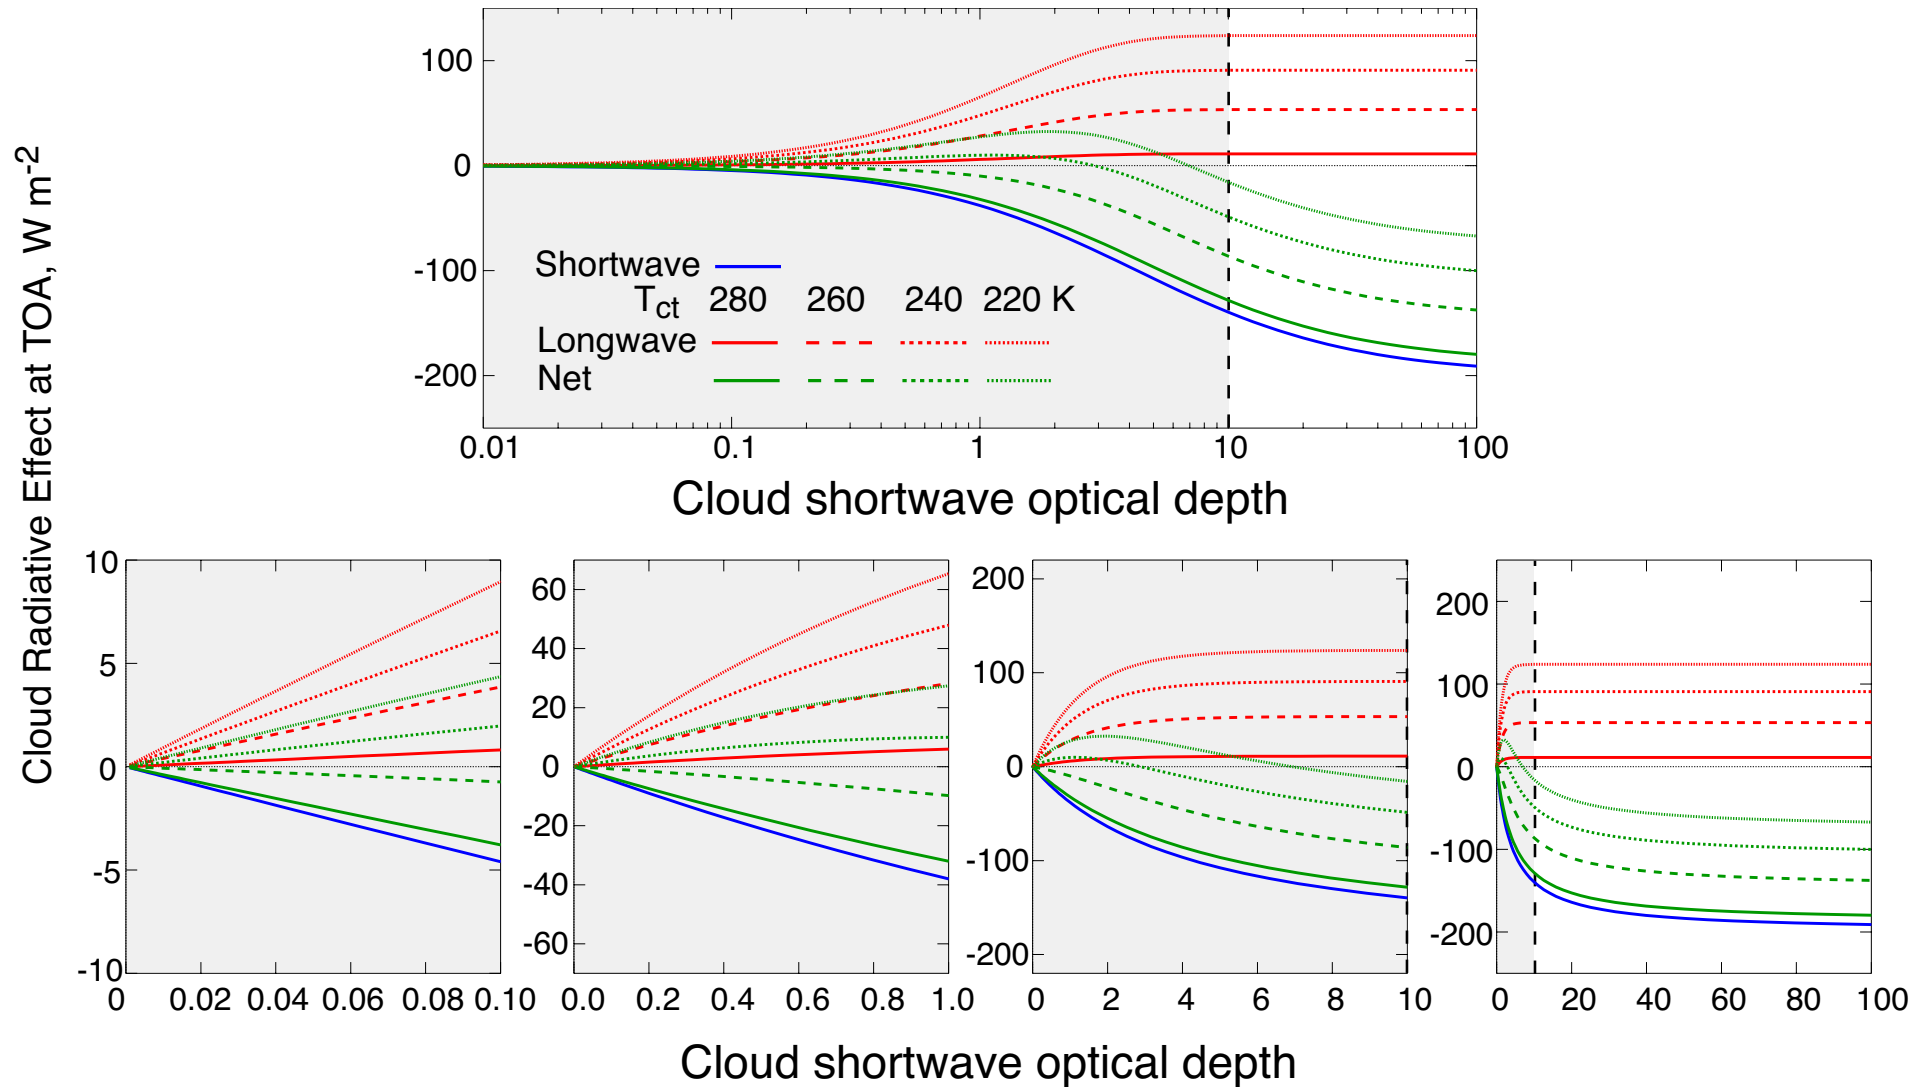 Cloud Radiative Effect at TOA, W m-2
100
0
-100
-200
Shortwave
Tct 280 260 240 220 K
Longwave
Net
0.01 0.1 1 10 100
Cloud shortwave optical depth
10
5
0
-5
-10
0 0.02 0.04 0.06 0.08 0.10
60
40
20
0
-20
-40
-60
0.0 0.2 0.4 0.6 0.8 1.0
200
100
0
-100
-200
0 2 4 6 8 10
200
100
0
-100
-200
0 20 40 60 80 100
Cloud shortwave optical depth